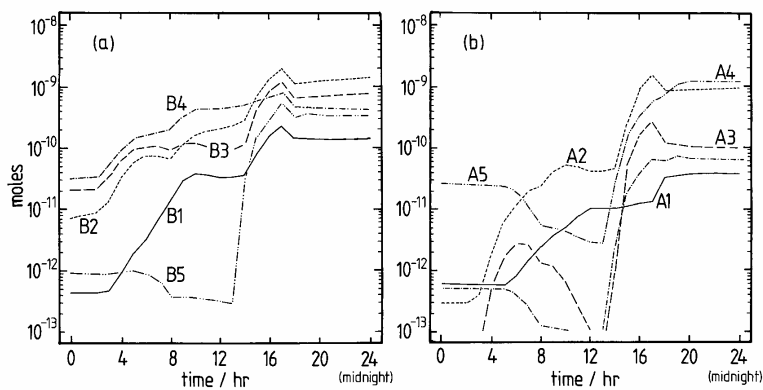 (a)
moles
10⁻⁸
10⁻⁹
10⁻¹⁰
10⁻¹¹
10⁻¹²
10⁻¹³
B4
B3
B2
B1
B5
0 4 8 12 16 20 24
time / hr
(midnight)
(b)
10⁻⁸
10⁻⁹
10⁻¹⁰
10⁻¹¹
10⁻¹²
10⁻¹³
A4
A3
A2
A5
A1
0 4 8 12 16 20 24
time / hr
(midnight)